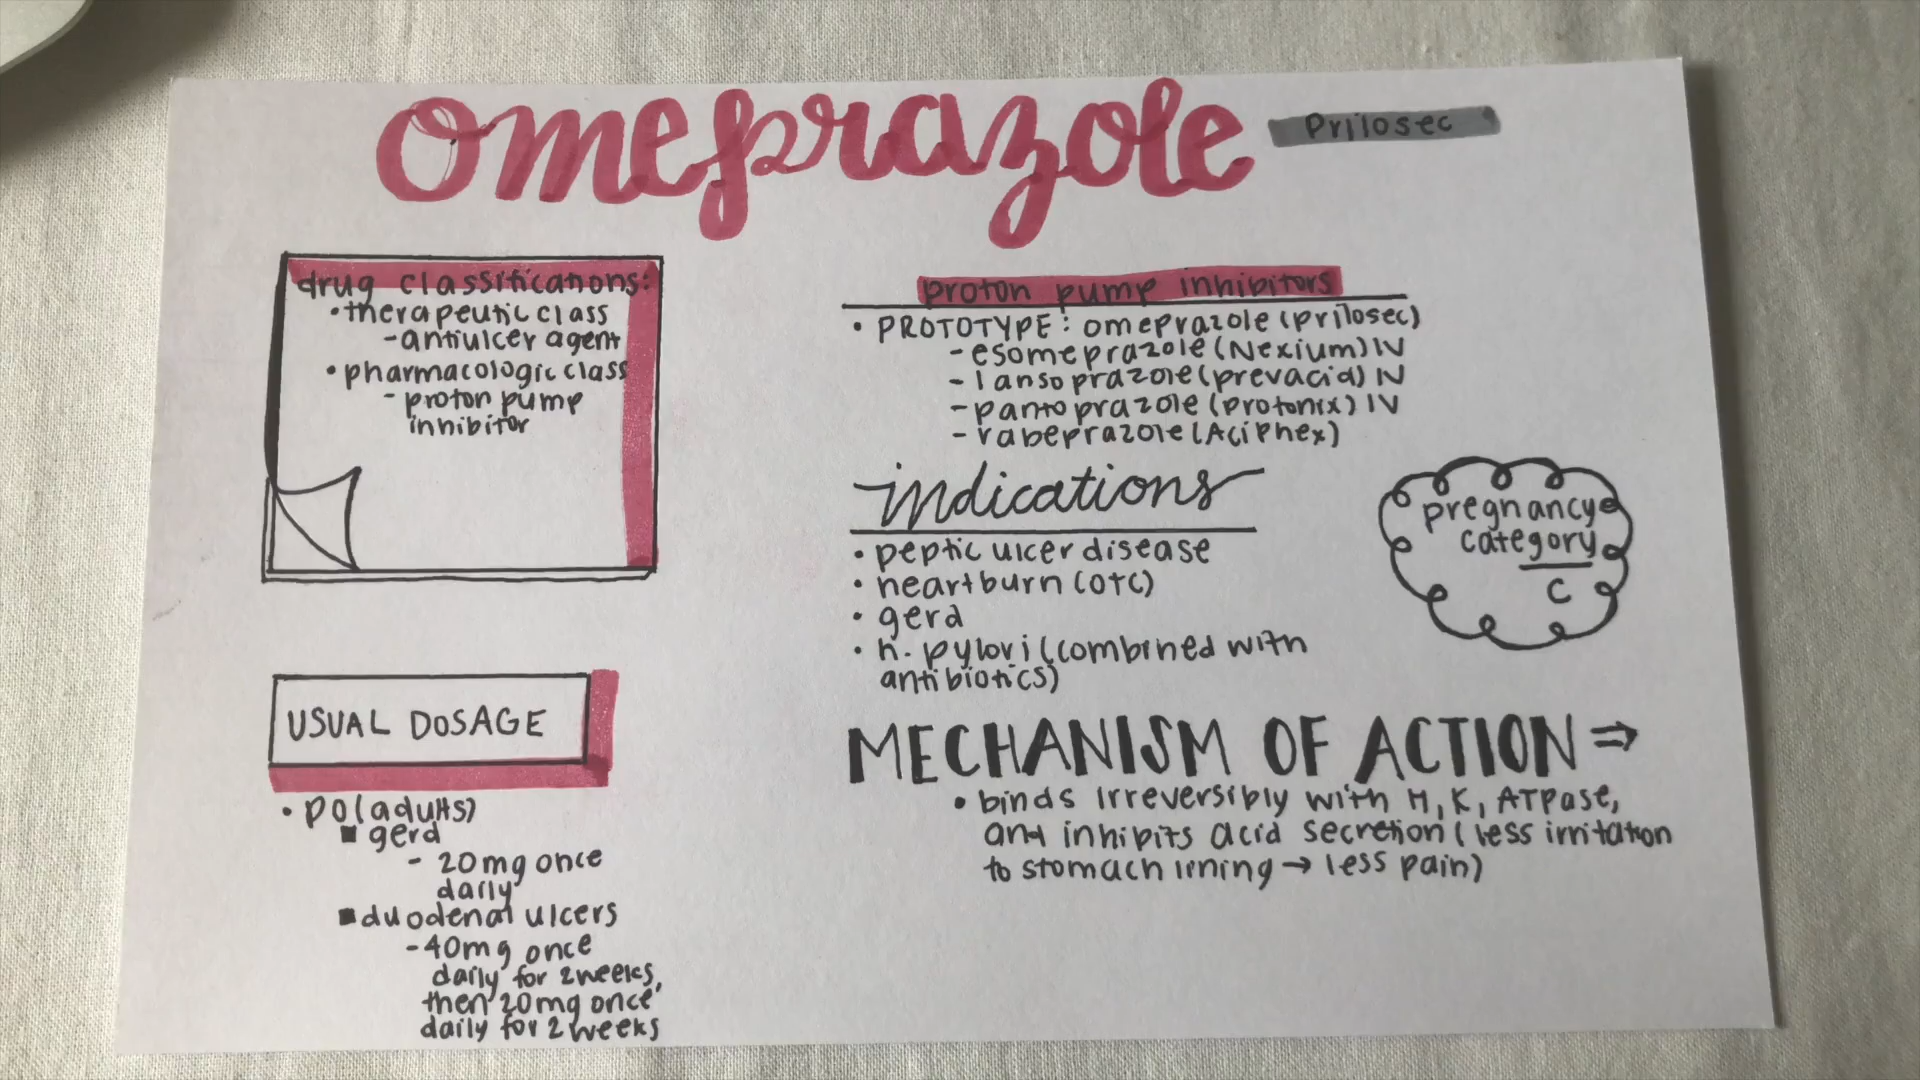 omeprazole
Prilosec
drug classifications:
•therapeutic class
-antiulcer agent
•pharmacologic class
- proton pump
inhibitor
USUAL DOSAGE
• PO (adults)
■ gerd
- 20mg once
daily
■duodenal ulcers
-40mg once
daily for 2weeks,
then 20mg once
daily for 2 weeks
proton pump inhibitors
• PROTOTYPE: omeprazole (prilosec)
-esomeprazole (Nexium) IV
- lansoprazole (prevacid) IV
-pantoprazole (protonix) IV
- rabeprazole (AciPhex)
indications
• peptic ulcer disease
• heartburn (OTC)
• gerd
• h. pylori (combined with
antibiotics)
pregnancy
category
C
MECHANISM OF ACTION ⇒
• binds irreversibly with H, K, ATPase,
and inhibits acid secretion (less irritation
to stomach lining → less pain)